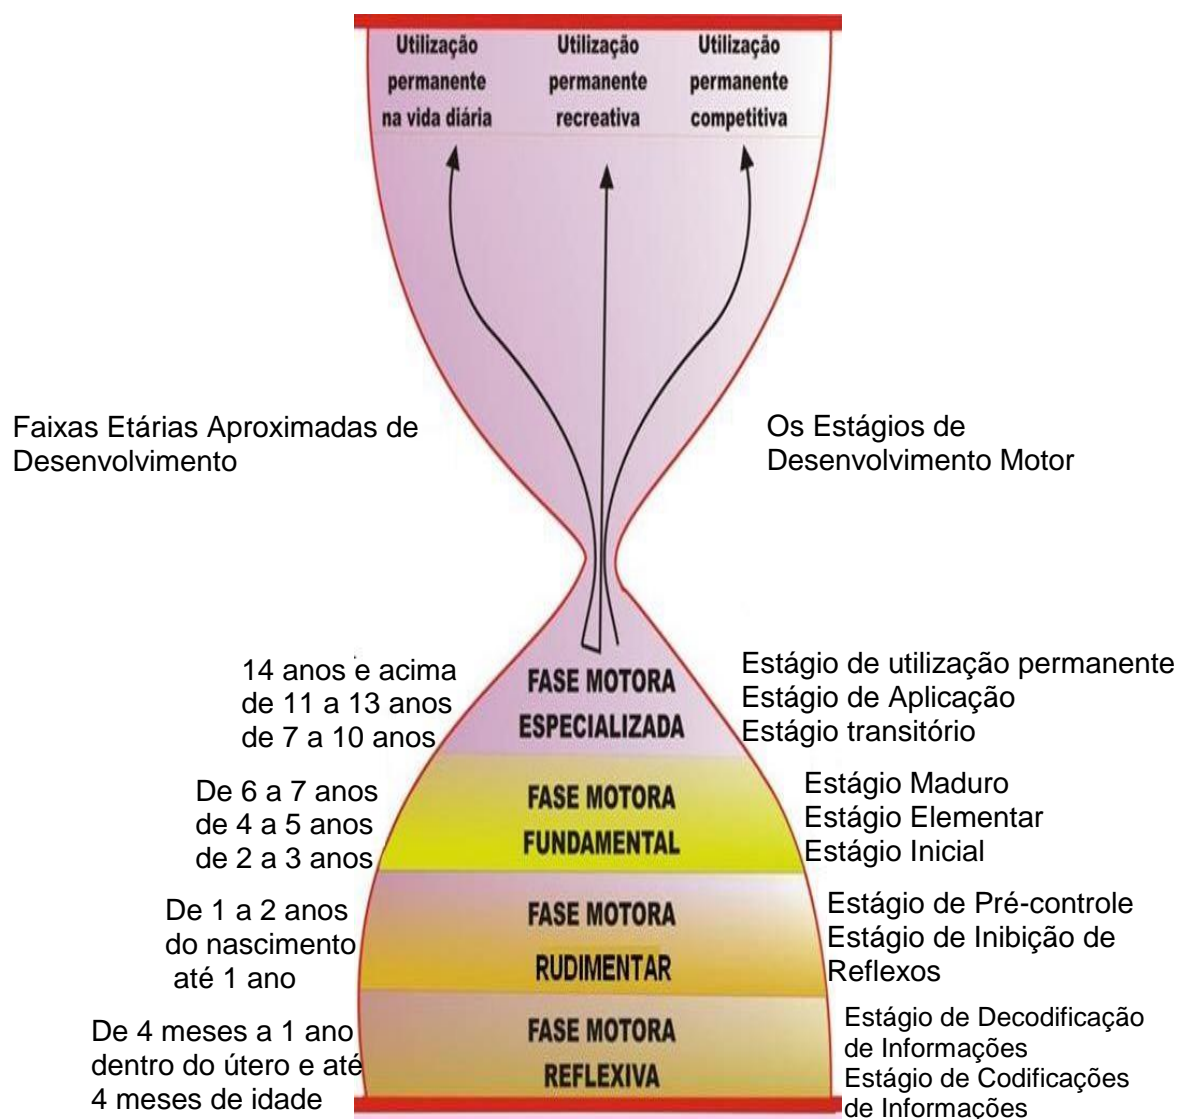 Utilização
permanente
na vida diária
Utilização
permanente
recreativa
Utilização
permanente
competitiva
Faixas Etárias Aproximadas de
Desenvolvimento
Os Estágios de
Desenvolvimento Motor
14 anos e acima
de 11 a 13 anos
de 7 a 10 anos
FASE MOTORA
ESPECIALIZADA
Estágio de utilização permanente
Estágio de Aplicação
Estágio transitório
De 6 a 7 anos
de 4 a 5 anos
de 2 a 3 anos
FASE MOTORA
FUNDAMENTAL
Estágio Maduro
Estágio Elementar
Estágio Inicial
De 1 a 2 anos
do nascimento
até 1 ano
FASE MOTORA
RUDIMENTAR
Estágio de Pré-controle
Estágio de Inibição de
Reflexos
De 4 meses a 1 ano
dentro do útero e até
4 meses de idade
FASE MOTORA
REFLEXIVA
Estágio de Decodificação
de Informações
Estágio de Codificações
de Informações